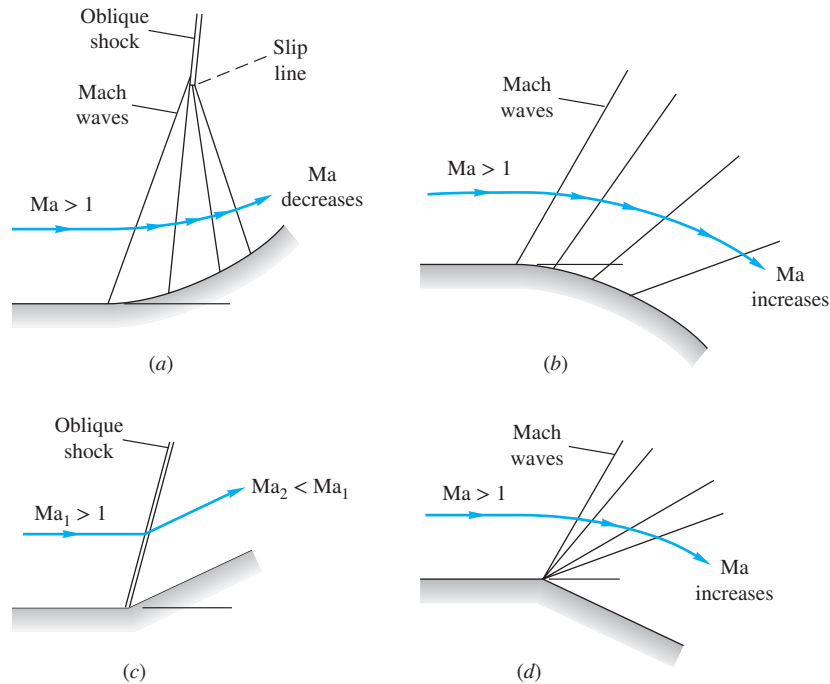 Oblique
shock
Slip
line
Mach
waves
Ma > 1
Ma
decreases
(a)
Mach
waves
Ma > 1
Ma
increases
(b)
Oblique
shock
Ma₁ > 1
Ma₂ < Ma₁
(c)
Mach
waves
Ma > 1
Ma
increases
(d)